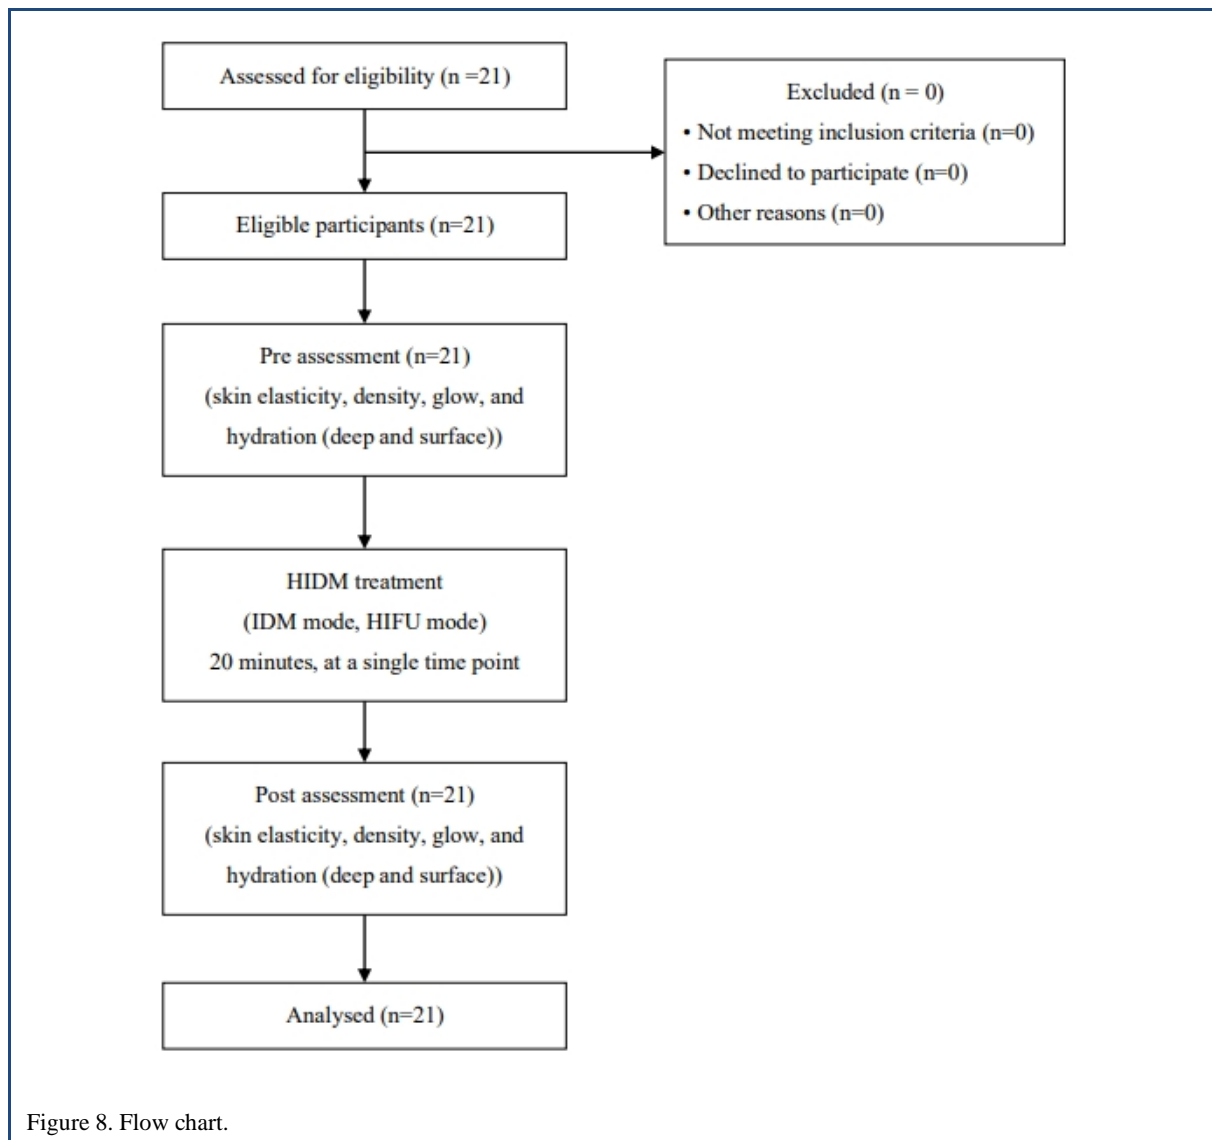 Assessed for eligibility (n =21)
Excluded (n = 0)
• Not meeting inclusion criteria (n=0)
• Declined to participate (n=0)
• Other reasons (n=0)
Eligible participants (n=21)
Pre assessment (n=21)
(skin elasticity, density, glow, and
hydration (deep and surface))
HIDM treatment
(IDM mode, HIFU mode)
20 minutes, at a single time point
Post assessment (n=21)
(skin elasticity, density, glow, and
hydration (deep and surface))
Analysed (n=21)
Figure 8. Flow chart.